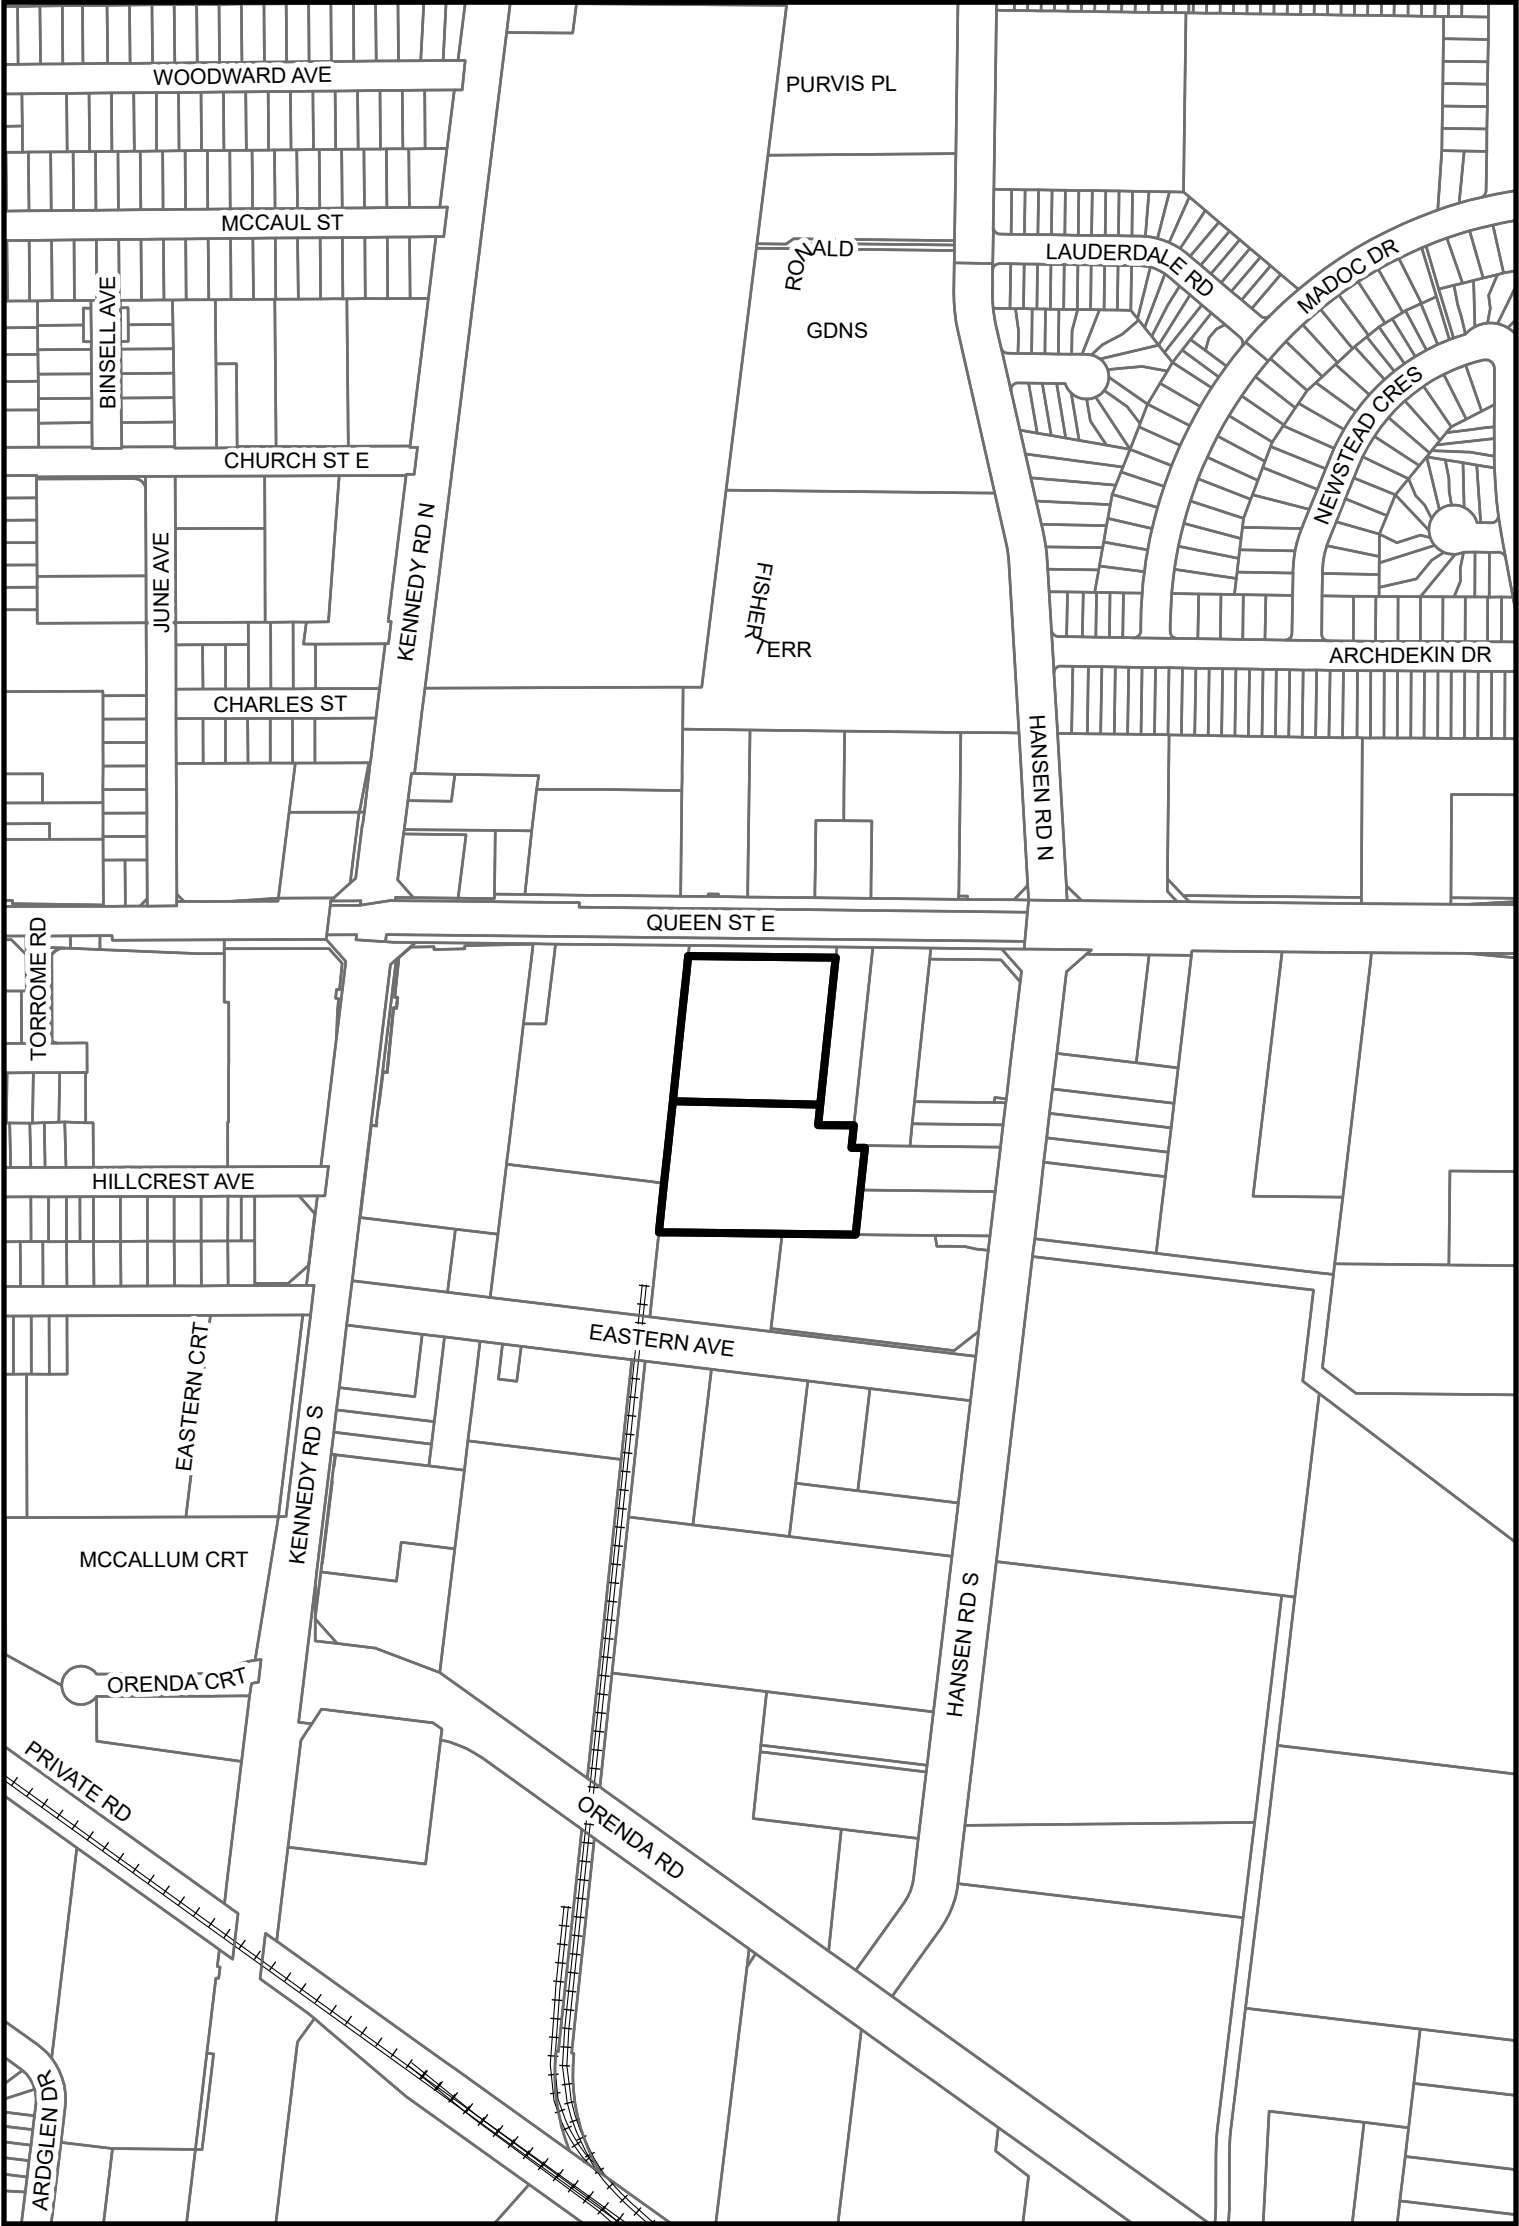 WOODWARD AVE
PURVIS PL
MCCAUL ST
RONALD
GDNS
LAUDERDALE RD
MADOC DR
BINSELL AVE
NEWSTEAD CRES
CHURCH ST E
KENNEDY RD N
JUNE AVE
FISHER TERR
ARCHDEKIN DR
CHARLES ST
HANSEN RD N
QUEEN ST E
TORROME RD
HILLCREST AVE
EASTERN AVE
EASTERN CRT
KENNEDY RD S
MCCALLUM CRT
HANSEN RD S
ORENDA CRT
PRIVATE RD
ORENDA RD
ARDGLEN DR